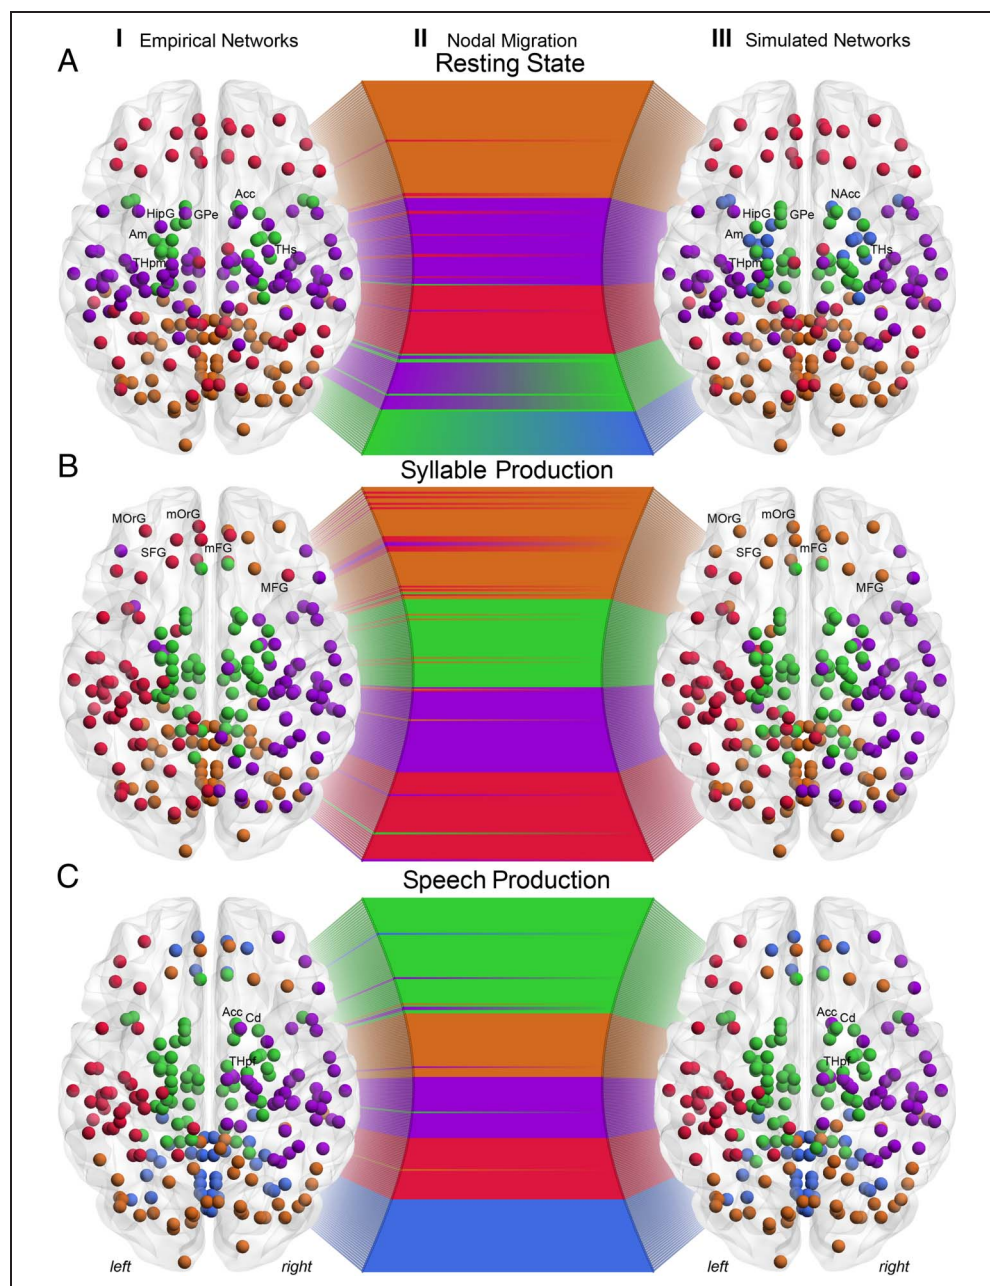 I Empirical Networks
II Nodal Migration
III Simulated Networks
A
Resting State
Acc
HipG
GPe
Am
THs
THpm
NAcc
HipG
GPe
Am
THs
THpm
B
Syllable Production
MOrG
mOrG
SFG
mFG
MFG
MOrG
mOrG
SFG
mFG
MFG
C
Speech Production
Acc
Cd
THpf
Acc
Cd
THpf
left
right
left
right